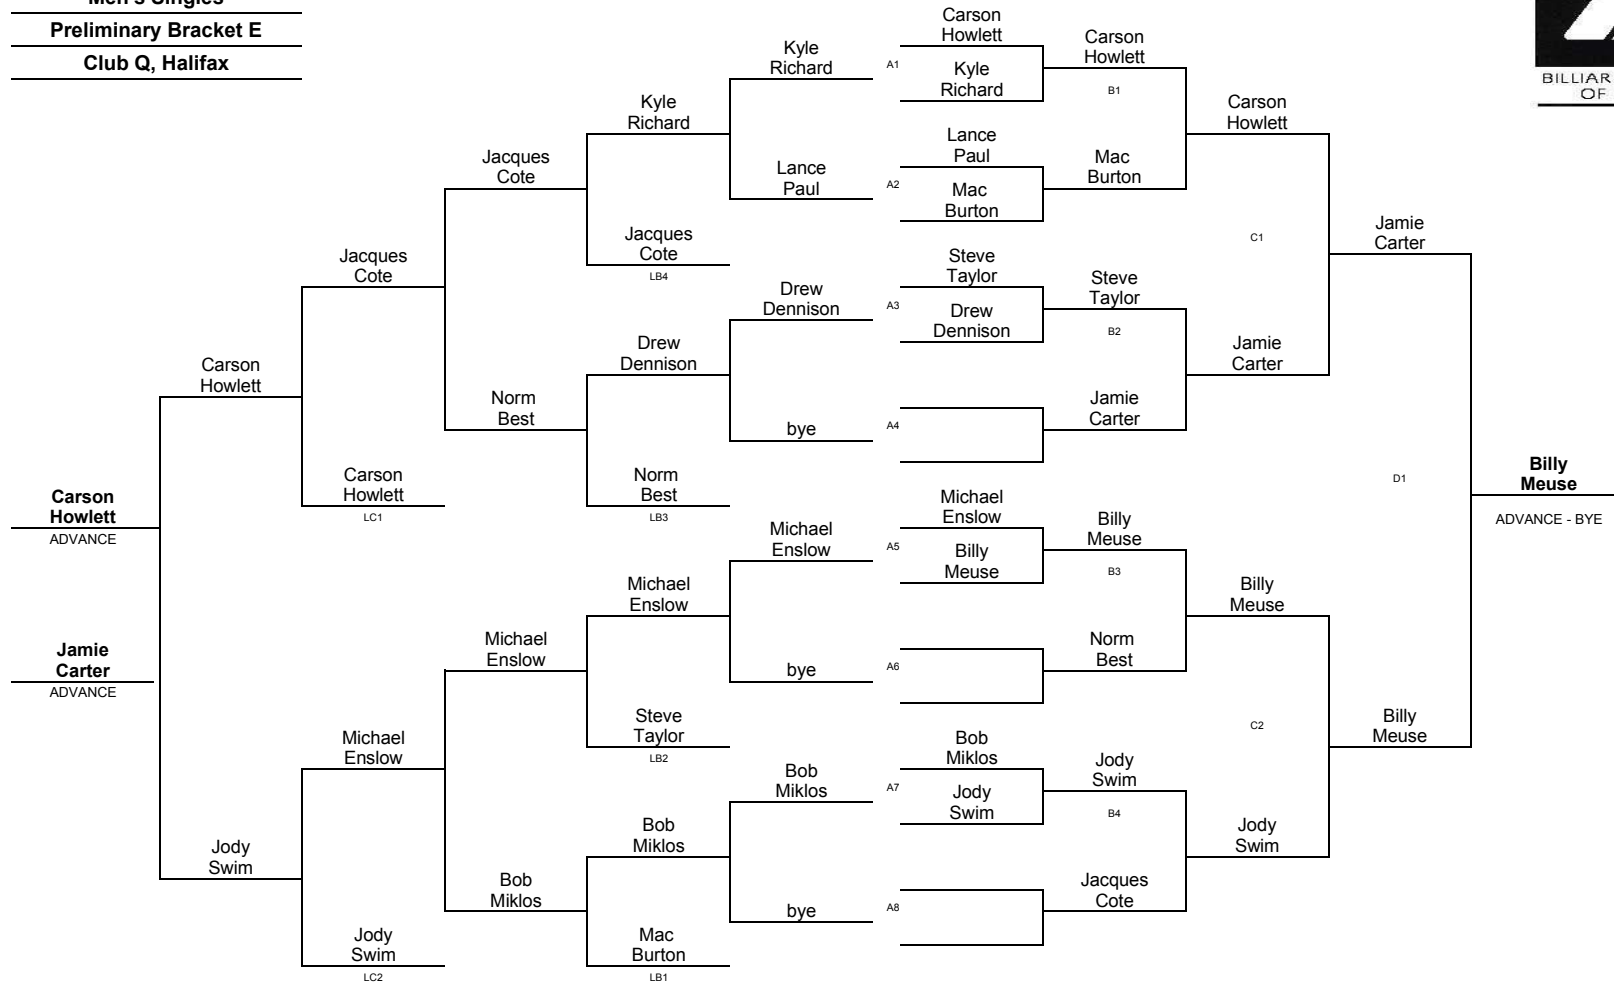 Men's Singles
Preliminary Bracket E
Club Q, Halifax
BILLIAR
OF
Carson
Howlett
ADVANCE
Jamie
Carter
ADVANCE
Carson
Howlett
Jody
Swim
Jacques
Cote
Carson
Howlett
LC1
Michael
Enslow
Jody
Swim
LC2
Jacques
Cote
Norm
Best
Michael
Enslow
Bob
Miklos
Kyle
Richard
Jacques
Cote
LB4
Drew
Dennison
Norm
Best
LB3
Michael
Enslow
Steve
Taylor
LB2
Bob
Miklos
Mac
Burton
LB1
Kyle
Richard
Lance
Paul
Drew
Dennison
bye
Michael
Enslow
bye
Bob
Miklos
bye
A1
A2
A3
A4
A5
A6
A7
A8
Carson
Howlett
Kyle
Richard
Lance
Paul
Mac
Burton
Steve
Taylor
Drew
Dennison
Michael
Enslow
Billy
Meuse
Bob
Miklos
Jody
Swim
Carson
Howlett
B1
Mac
Burton
Steve
Taylor
B2
Jamie
Carter
Billy
Meuse
B3
Norm
Best
Jody
Swim
B4
Jacques
Cote
Carson
Howlett
C1
Jamie
Carter
Billy
Meuse
C2
Jody
Swim
Jamie
Carter
D1
Billy
Meuse
Billy
Meuse
ADVANCE - BYE